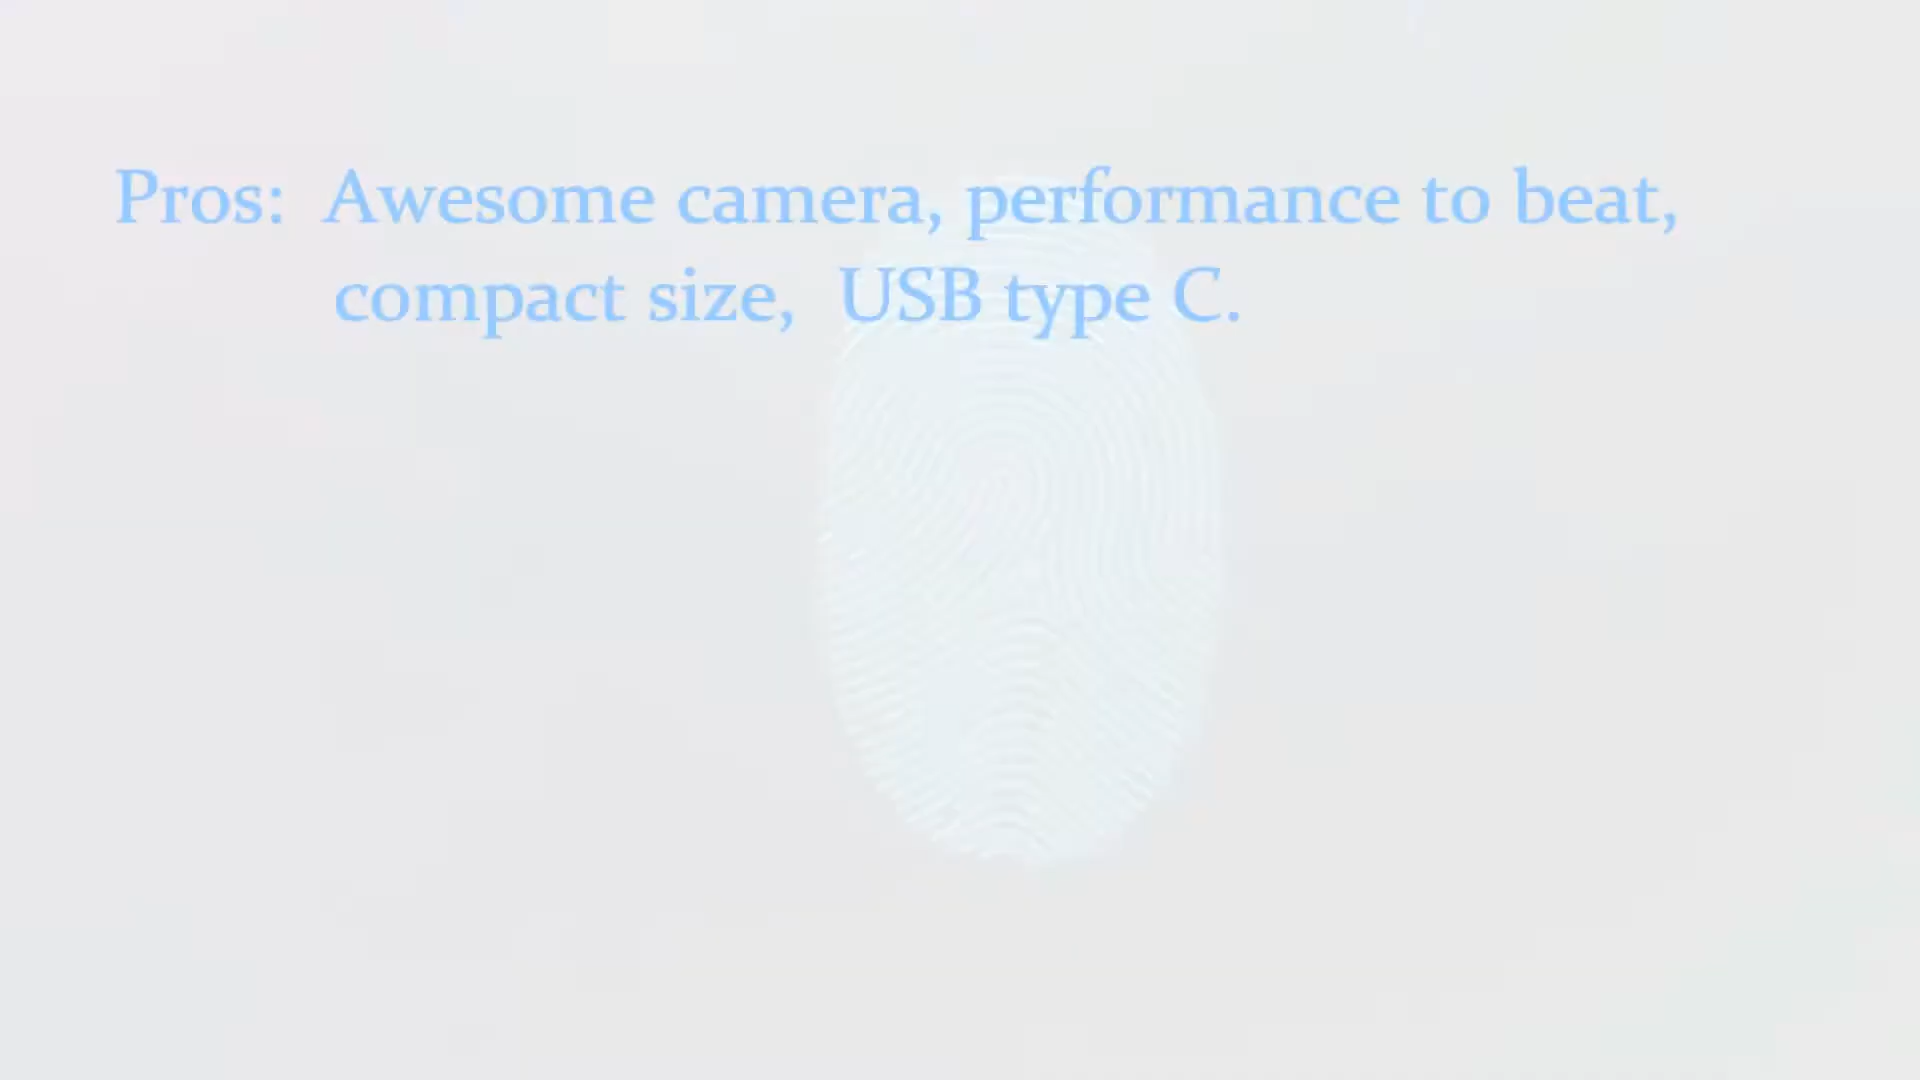 Pros: Awesome camera, performance to beat,
compact size, USB type C.